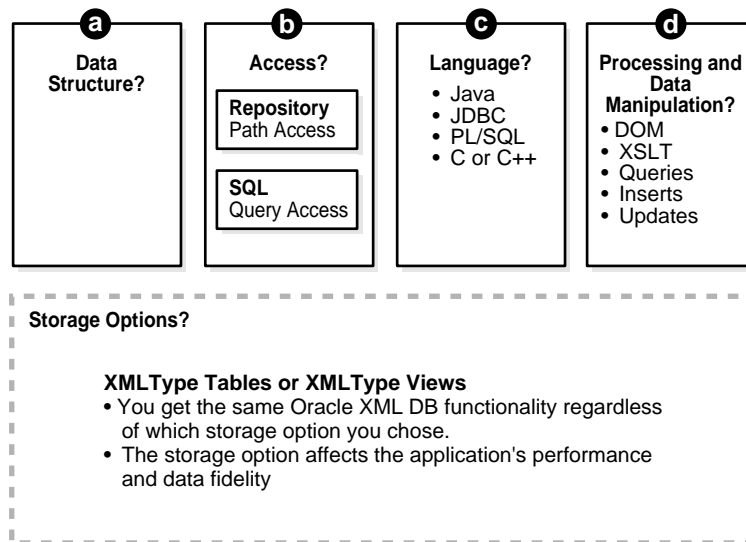 a
Data
Structure?
b
Access?
Repository
Path Access
SQL
Query Access
c
Language?
• Java
• JDBC
• PL/SQL
• C or C++
d
Processing and
Data
Manipulation?
• DOM
• XSLT
• Queries
• Inserts
• Updates
Storage Options?
XMLType Tables or XMLType Views
• You get the same Oracle XML DB functionality regardless
of which storage option you chose.
• The storage option affects the application's performance
and data fidelity